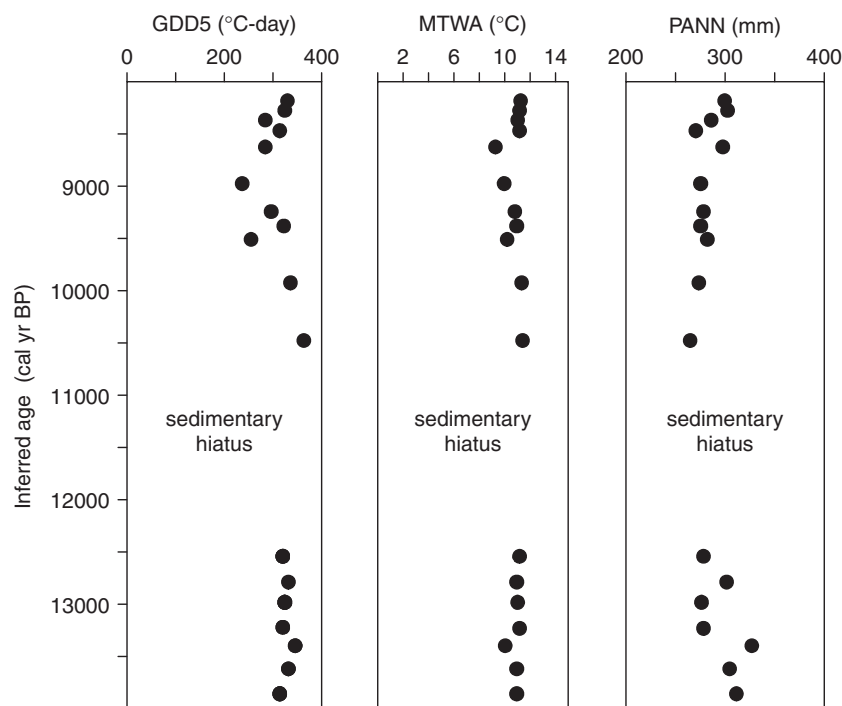 GDD5 (°C-day) MTWA (°C) PANN (mm)
0 200 400 2 6 10 14 200 300 400
9000
10000
11000
12000
13000
Inferred age (cal yr BP)
sedimentary
hiatus
sedimentary
hiatus
sedimentary
hiatus